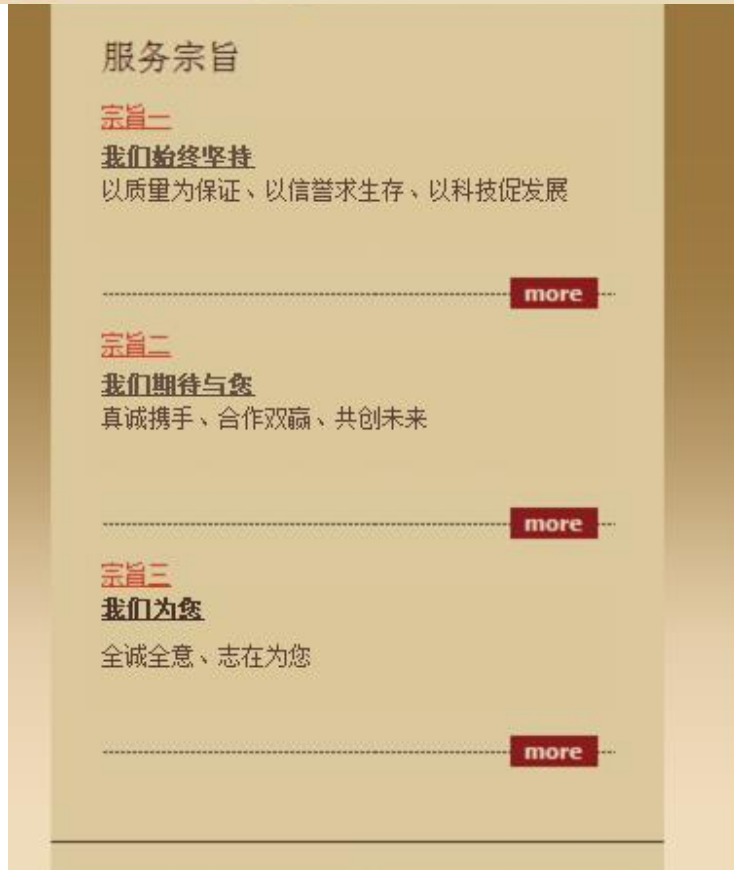 服务宗旨
宗旨一
我们始终坚持
以质量为保证、以信誉求生存、以科技促发展
more
宗旨二
我们期待与您
真诚携手、合作双赢、共创未来
more
宗旨三
我们为您
全诚全意、志在为您
more